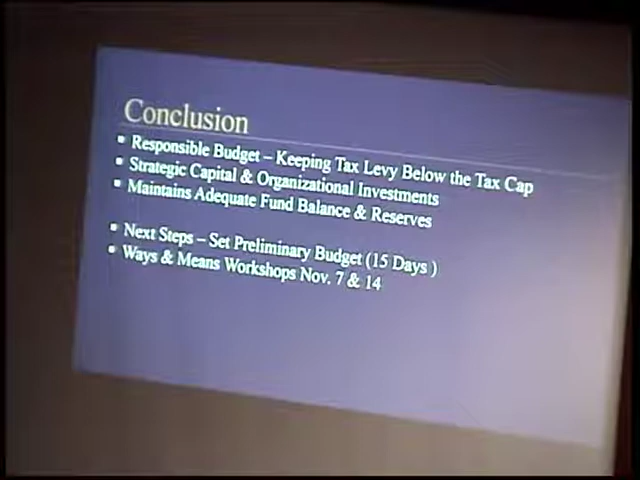 Conclusion
▪ Responsible Budget – Keeping Tax Levy Below the Tax Cap
▪ Strategic Capital & Organizational Investments
▪ Maintains Adequate Fund Balance & Reserves
▪ Next Steps – Set Preliminary Budget (15 Days )
▪ Ways & Means Workshops Nov. 7 & 14